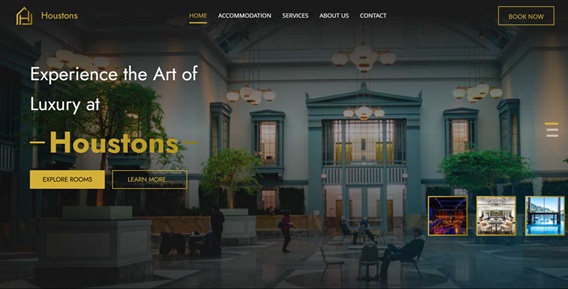 Houstons
HOME ACCOMMODATION SERVICES ABOUT US CONTACT
BOOK NOW
Experience the Art of
Luxury at
Houstons
EXPLORE ROOMS
LEARN MORE